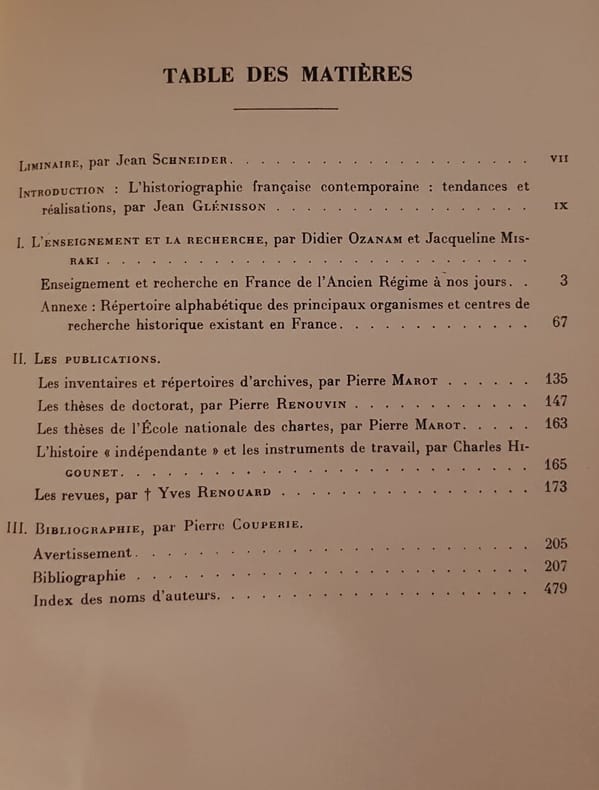 TABLE DES MATIÈRES
LIMINAIRE, par Jean SCHNEIDER. . . . . . . . . . . . . . . . . . . VII
INTRODUCTION : L'historiographie française contemporaine : tendances et
réalisations, par Jean GLÉNISSON . . . . . . . . . . . . . . . . IX
I. L'ENSEIGNEMENT ET LA RECHERCHE, par Didier OZANAM et Jacqueline MIS-
RAKI . . . . . . . . . . . . . . . . . . . . . . . . . . .
Enseignement et recherche en France de l'Ancien Régime à nos jours. . 3
Annexe : Répertoire alphabétique des principaux organismes et centres de
recherche historique existant en France. . . . . . . . . . . . 67
II. LES PUBLICATIONS.
Les inventaires et répertoires d'archives, par Pierre MAROT . . . . . . 135
Les thèses de doctorat, par Pierre RENOUVIN . . . . . . . . . . . 147
Les thèses de l'École nationale des chartes, par Pierre MAROT. . . . . 163
L'histoire « indépendante » et les instruments de travail, par Charles HI-
GOUNET. . . . . . . . . . . . . . . . . . . . . . . . . . 165
Les revues, par † Yves RENOUARD . . . . . . . . . . . . . . . . 173
III. BIBLIOGRAPHIE, par Pierre COUPERIE.
Avertissement. . . . . . . . . . . . . . . . . . . . . . . . . 205
Bibliographie . . . . . . . . . . . . . . . . . . . . . . . . . 207
Index des noms d'auteurs. . . . . . . . . . . . . . . . . . . . 479